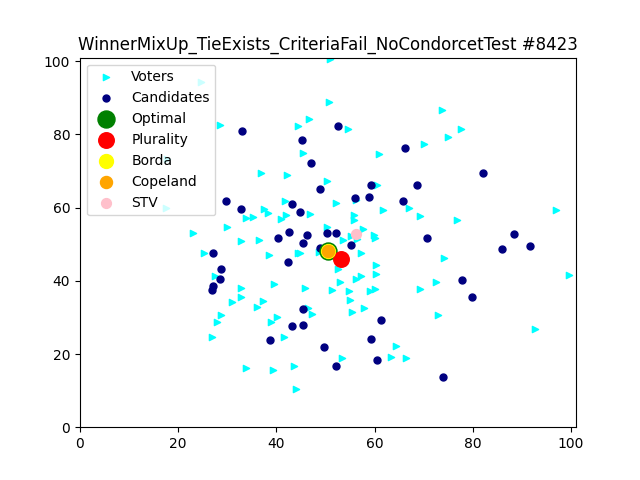 WinnerMixUp_TieExists_CriteriaFail_NoCondorcetTest #8423
100
80
60
40
20
0
0 20 40 60 80 100
Voters
Candidates
Optimal
Plurality
Borda
Copeland
STV